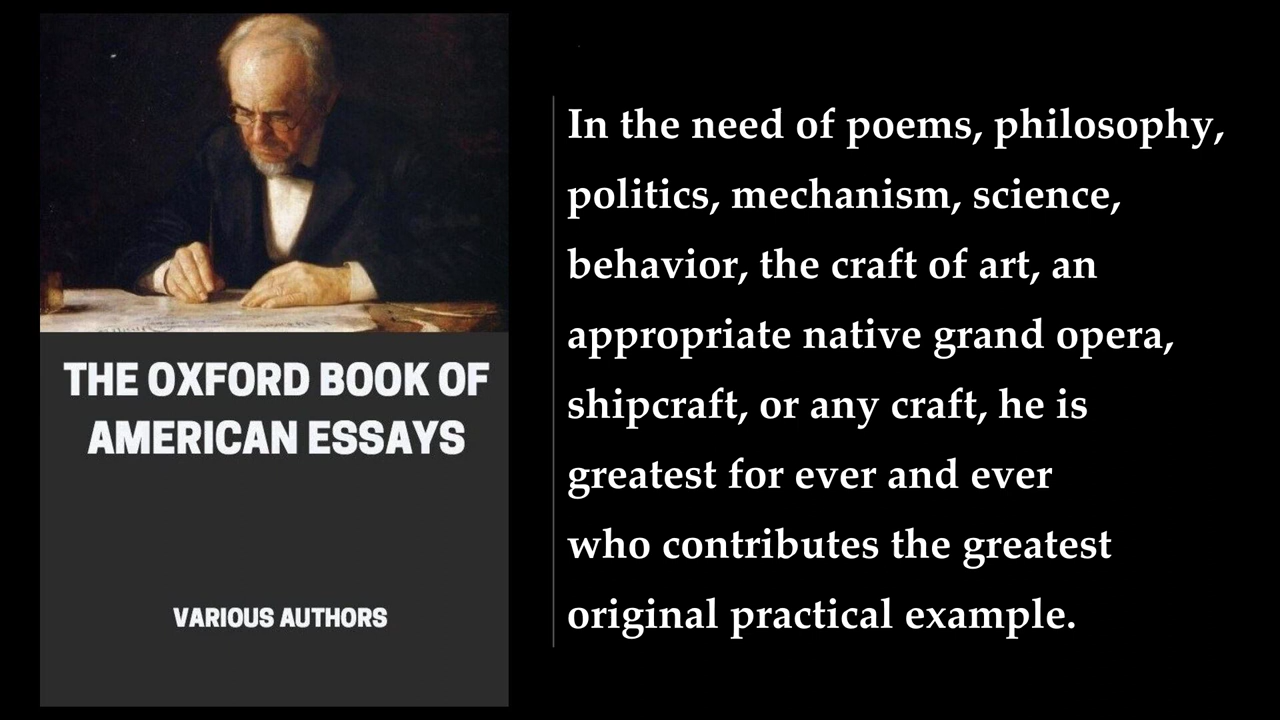 THE OXFORD BOOK OF
AMERICAN ESSAYS
VARIOUS AUTHORS
In the need of poems, philosophy,
politics, mechanism, science,
behavior, the craft of art, an
appropriate native grand opera,
shipcraft, or any craft, he is
greatest for ever and ever
who contributes the greatest
original practical example.